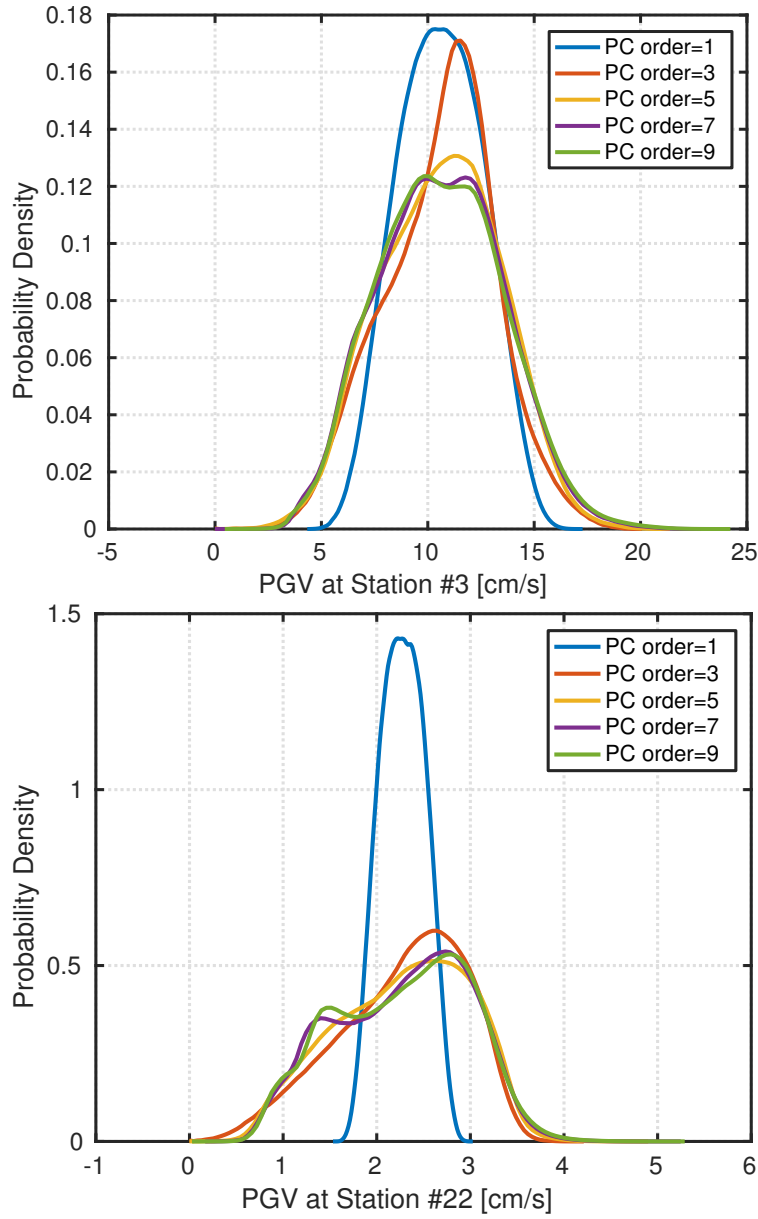 0.18
0.16
0.14
0.12
0.1
0.08
0.06
0.04
0.02
0
Probability Density
PC order=1
PC order=3
PC order=5
PC order=7
PC order=9
-5 0 5 10 15 20 25
PGV at Station #3 [cm/s]
1.5
1
0.5
0
Probability Density
PC order=1
PC order=3
PC order=5
PC order=7
PC order=9
-1 0 1 2 3 4 5 6
PGV at Station #22 [cm/s]